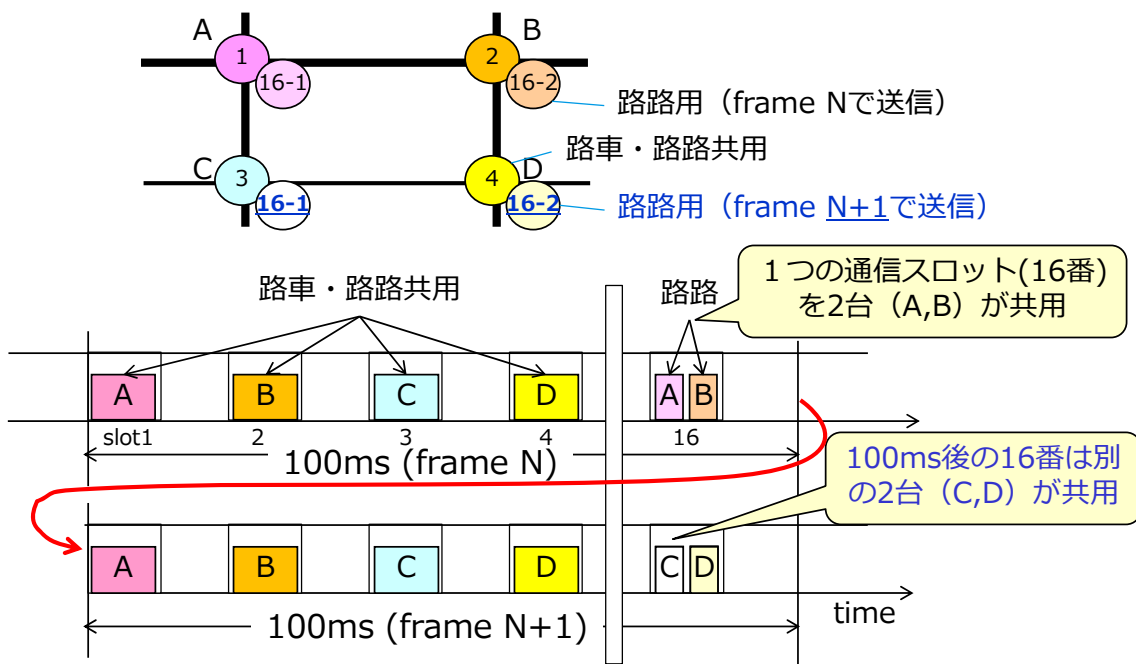 A
B
1
2
16-1
16-2
路路用（frame Nで送信）
路車・路路共用
C
D
3
4
16-1
16-2
路路用（frame N+1で送信）
路車・路路共用
路路
１つの通信スロット(16番)
を2台（A,B）が共用
A
B
C
D
A
B
slot1
2
3
4
16
100ms (frame N)
100ms後の16番は別
の2台（C,D）が共用
A
B
C
D
C
D
time
100ms (frame N+1)